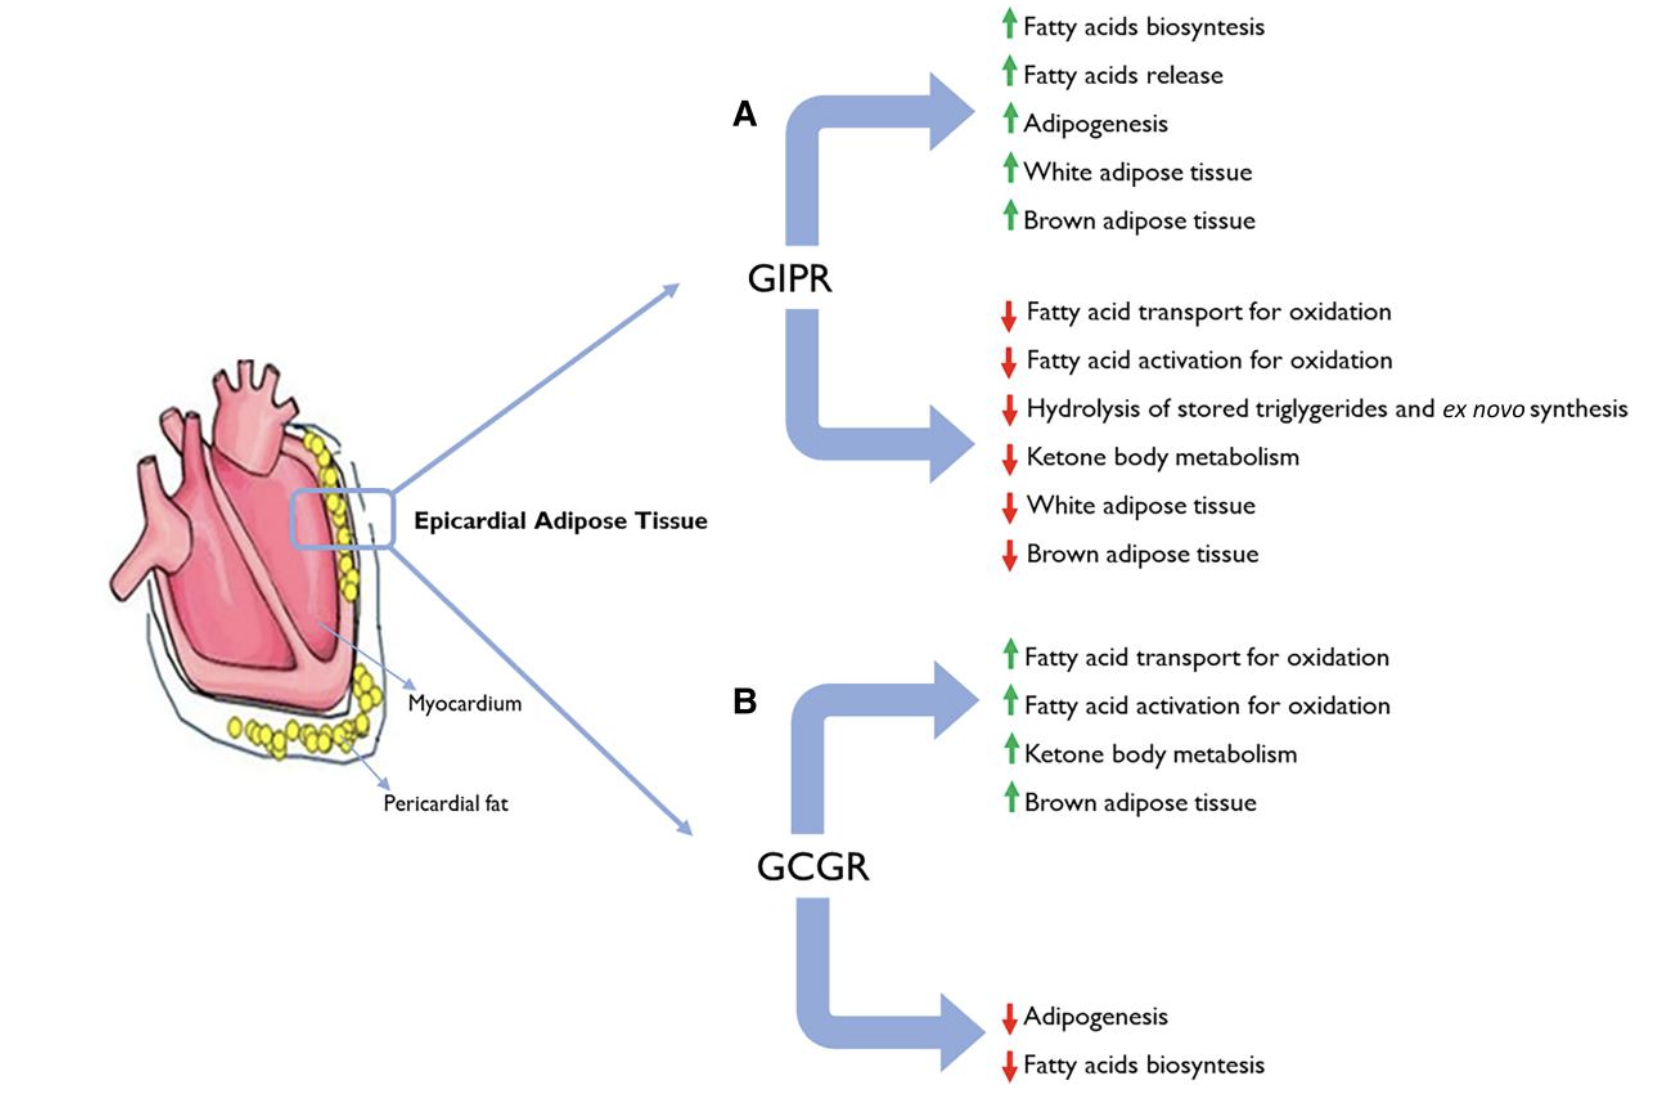 Fatty acids biosyntesis
Fatty acids release
A
Adipogenesis
White adipose tissue
Brown adipose tissue
GIPR
Fatty acid transport for oxidation
Fatty acid activation for oxidation
Hydrolysis of stored triglygerides and ex novo synthesis
Ketone body metabolism
White adipose tissue
Brown adipose tissue
Epicardial Adipose Tissue
Myocardium
Pericardial fat
B
Fatty acid transport for oxidation
Fatty acid activation for oxidation
Ketone body metabolism
Brown adipose tissue
GCGR
Adipogenesis
Fatty acids biosyntesis